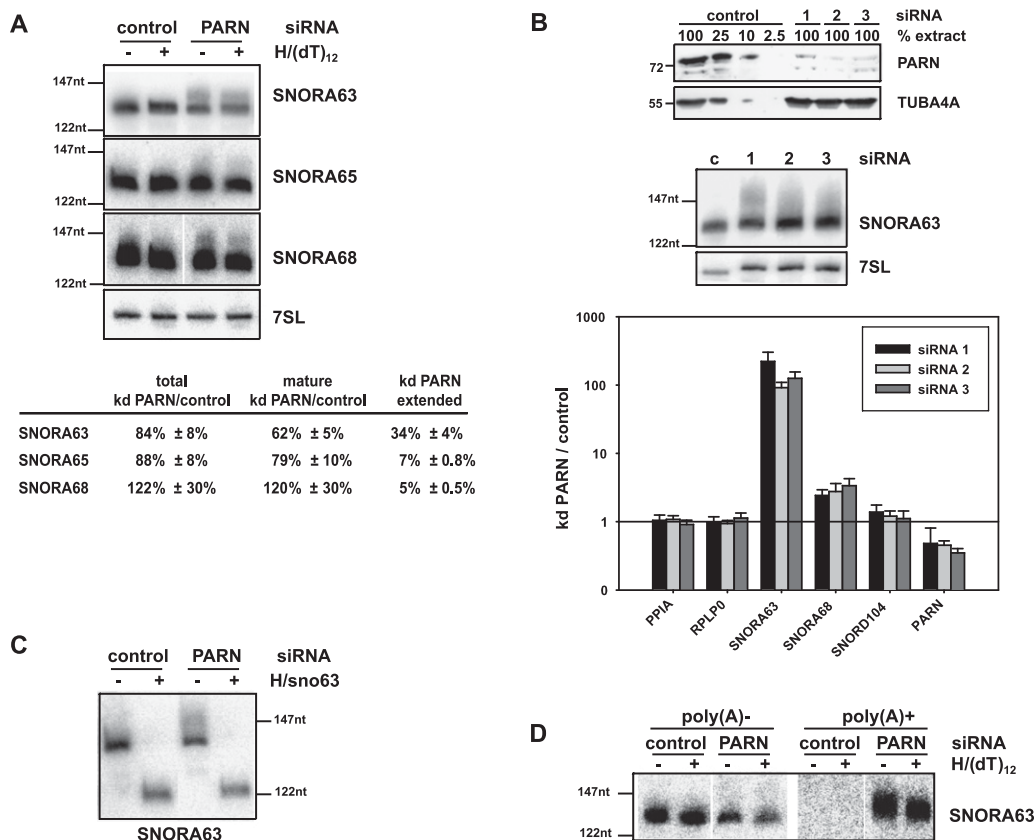 A
control PARN siRNA
- + - + H/(dT)12
147nt
SNORA63
122nt
147nt
SNORA65
122nt
147nt
SNORA68
122nt
7SL
total mature kd PARN
kd PARN/control kd PARN/control extended
SNORA63 84% ± 8% 62% ± 5% 34% ± 4%
SNORA65 88% ± 8% 79% ± 10% 7% ± 0.8%
SNORA68 122% ± 30% 120% ± 30% 5% ± 0.5%
B
control 1 2 3 siRNA
100 25 10 2.5 100 100 100 % extract
72 PARN
55 TUBA4A
c 1 2 3 siRNA
147nt
SNORA63
122nt
7SL
1000
100
10
1
0
kd PARN / control
siRNA 1
siRNA 2
siRNA 3
PPIA
RPLP0
SNORA63
SNORA68
SNORD104
PARN
C
control PARN siRNA
- + - + H/sno63
147nt
122nt
SNORA63
D
poly(A)- poly(A)+
control PARN control PARN siRNA
- + - + - + - + H/(dT)12
147nt
SNORA63
122nt